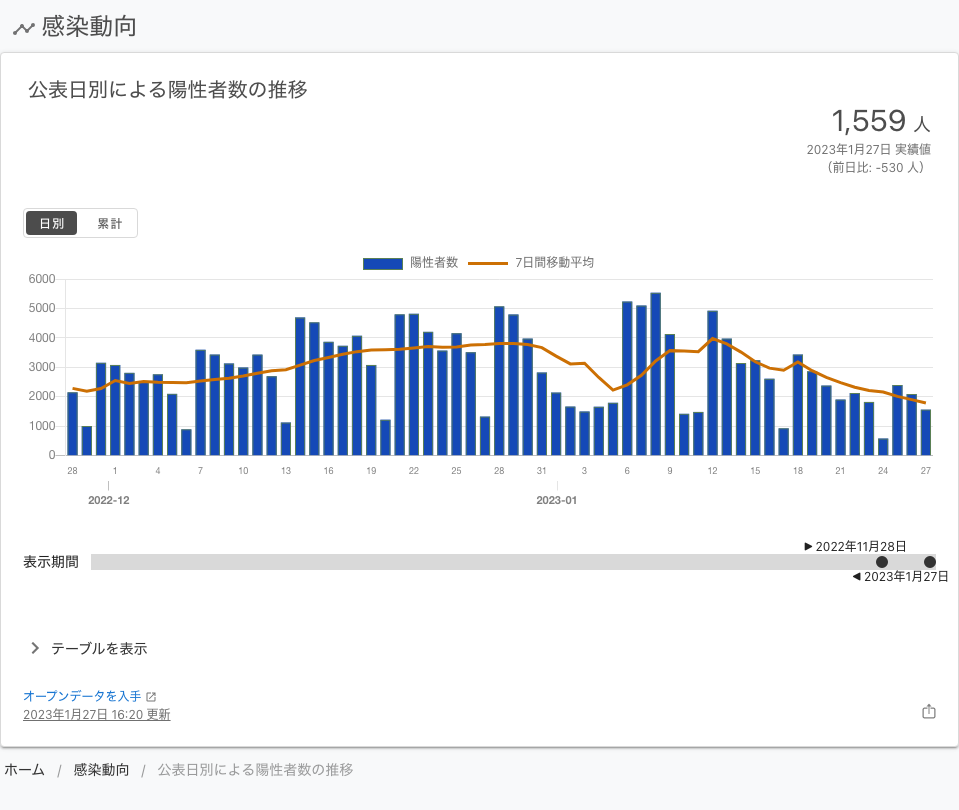 感染動向
公表日別による陽性者数の推移
1,559 人
2023年1月27日 実績値
（前日比: -530 人）
日別 累計
陽性者数 7日間移動平均
6000
5000
4000
3000
2000
1000
0
28 1 4 7 10 13 16 19 22 25 28 31 3 6 9 12 15 18 21 24 27
2022-12 2023-01
2022年11月28日
表示期間
2023年1月27日
テーブルを表示
オープンデータを入手
2023年1月27日 16:20 更新
ホーム / 感染動向 / 公表日別による陽性者数の推移